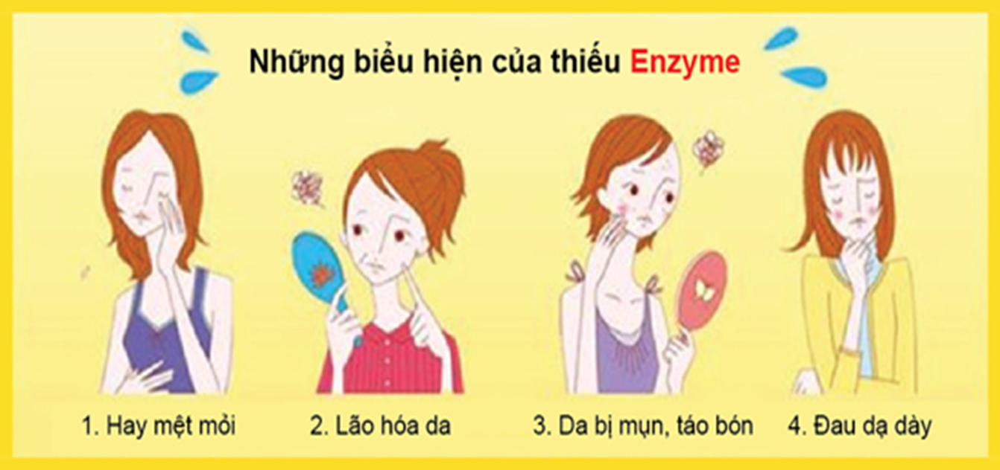 Những biểu hiện của thiếu Enzyme
1. Hay mệt mỏi
2. Lão hóa da
3. Da bị mụn, táo bón
4. Đau dạ dày